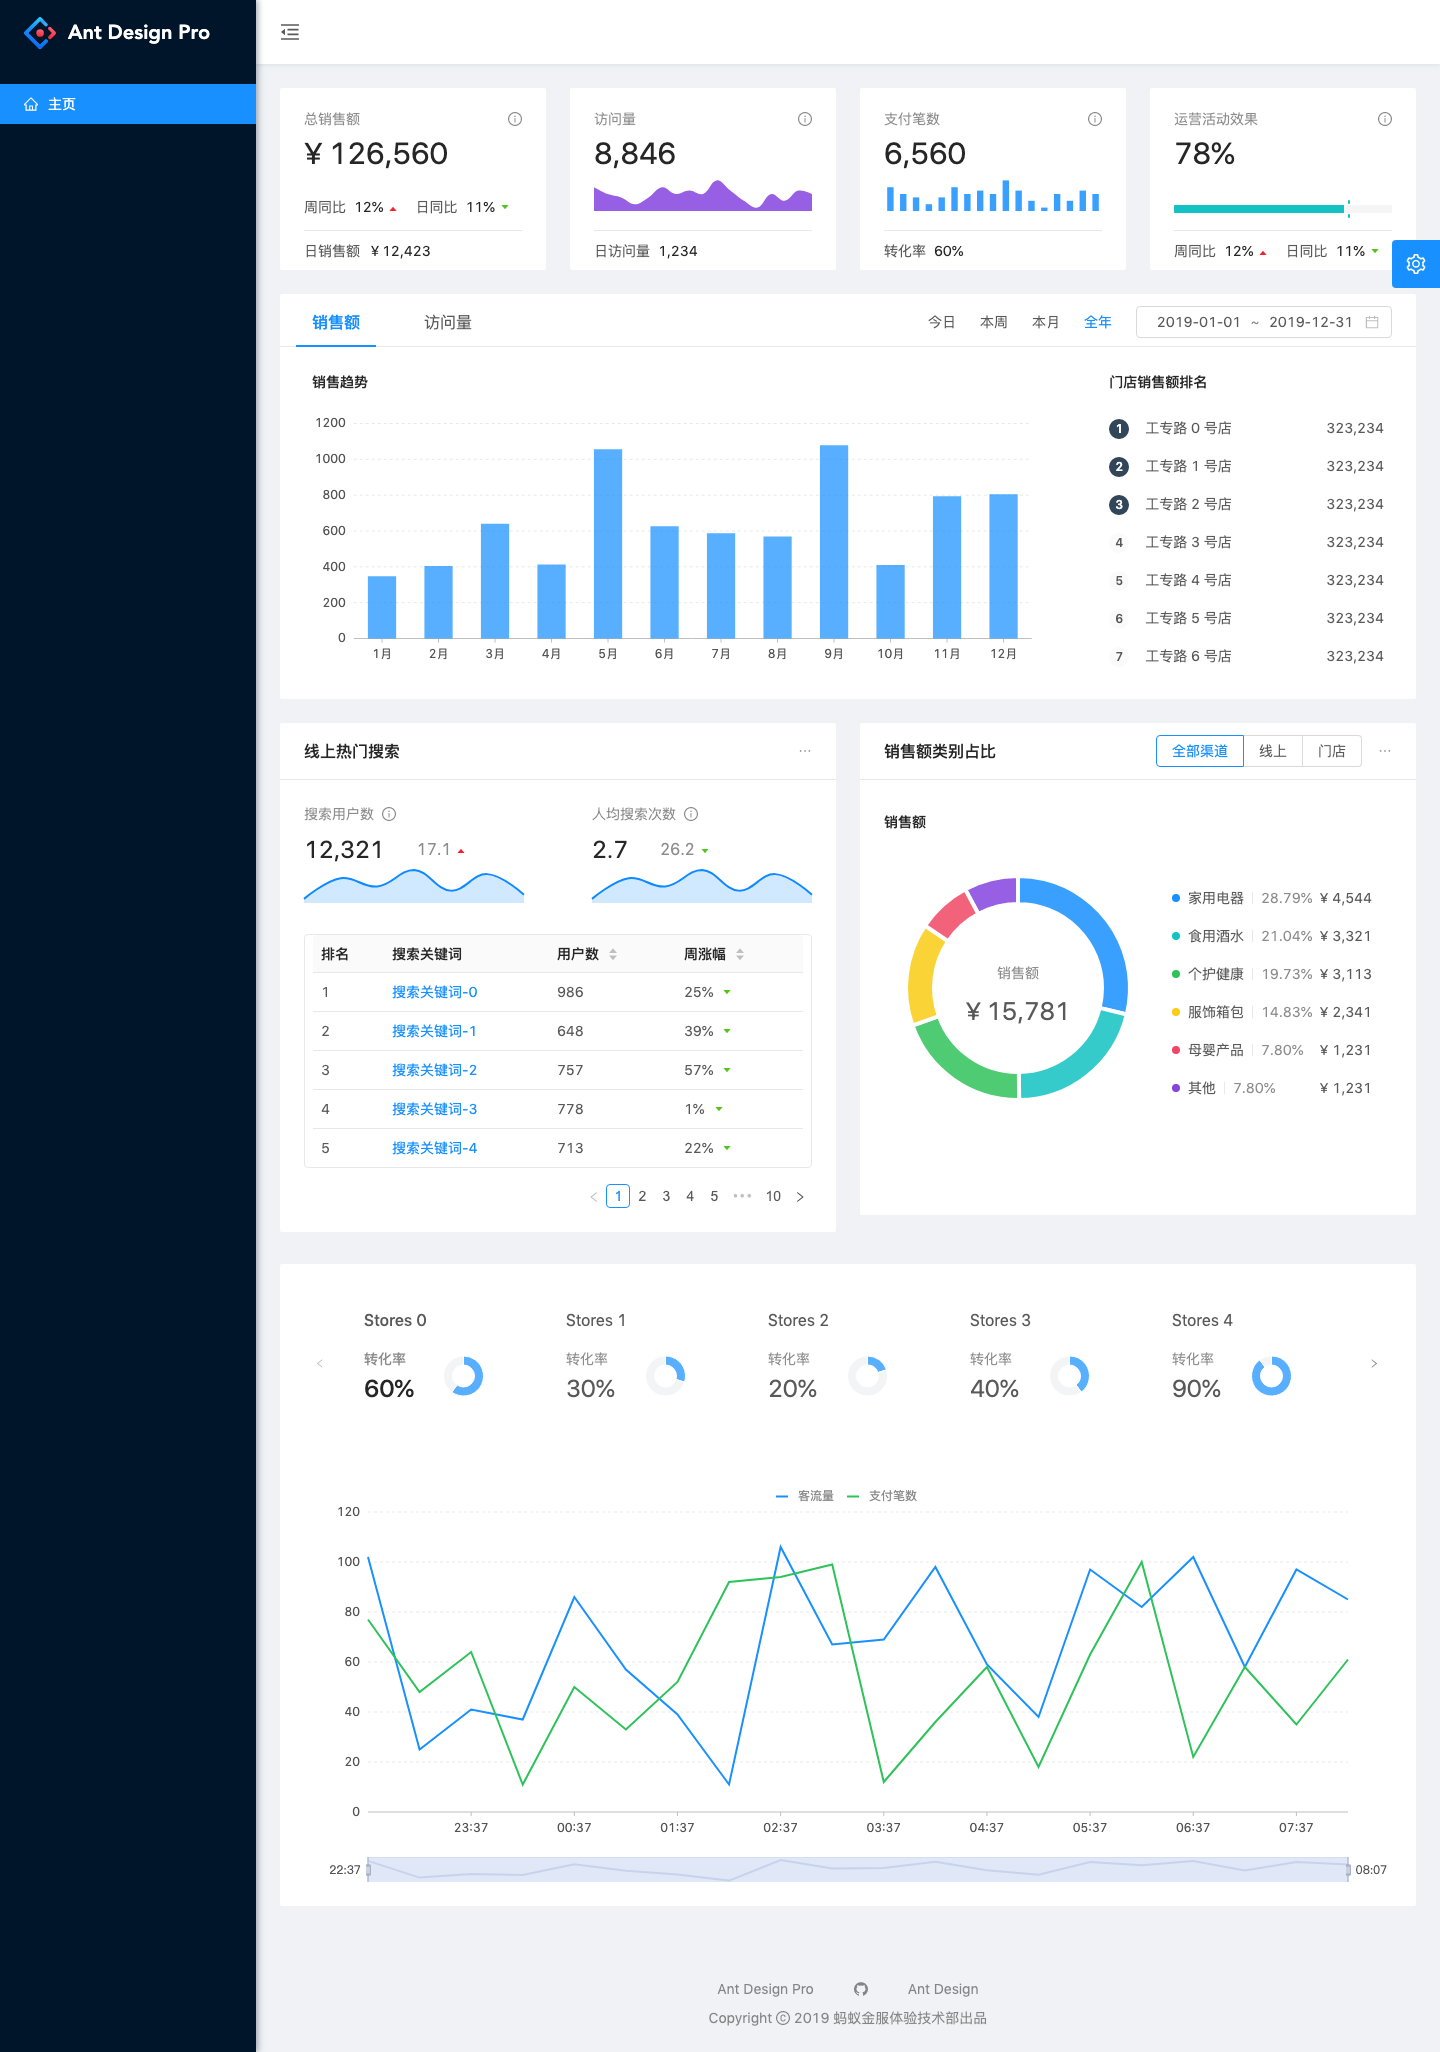 Ant Design Pro
主页
总销售额
¥ 126,560
周同比 12% 日同比 11%
日销售额 ¥ 12,423
访问量
8,846
日访问量 1,234
支付笔数
6,560
转化率 60%
运营活动效果
78%
周同比 12% 日同比 11%
销售额 访问量 今日 本周 本月 全年 2019-01-01 ~ 2019-12-31
销售趋势
1200
1000
800
600
400
200
0
1月 2月 3月 4月 5月 6月 7月 8月 9月 10月 11月 12月
门店销售额排名
1 工专路 0 号店 323,234
2 工专路 1 号店 323,234
3 工专路 2 号店 323,234
4 工专路 3 号店 323,234
5 工专路 4 号店 323,234
6 工专路 5 号店 323,234
7 工专路 6 号店 323,234
线上热门搜索 ···
搜索用户数
12,321 17.1
人均搜索次数
2.7 26.2
排名 搜索关键词 用户数 周涨幅
1 搜索关键词-0 986 25%
2 搜索关键词-1 648 39%
3 搜索关键词-2 757 57%
4 搜索关键词-3 778 1%
5 搜索关键词-4 713 22%
< 1 2 3 4 5 ••• 10 >
销售额类别占比 全部渠道 线上 门店 ···
销售额
销售额
¥ 15,781
家用电器 | 28.79% ¥ 4,544
食用酒水 | 21.04% ¥ 3,321
个护健康 | 19.73% ¥ 3,113
服饰箱包 | 14.83% ¥ 2,341
母婴产品 | 7.80% ¥ 1,231
其他 | 7.80% ¥ 1,231
Stores 0
转化率
60%
Stores 1
转化率
30%
Stores 2
转化率
20%
Stores 3
转化率
40%
Stores 4
转化率
90%
客流量 支付笔数
120
100
80
60
40
20
0
23:37 00:37 01:37 02:37 03:37 04:37 05:37 06:37 07:37
22:37 08:07
Ant Design Pro Ant Design
Copyright © 2019 蚂蚁金服体验技术部出品